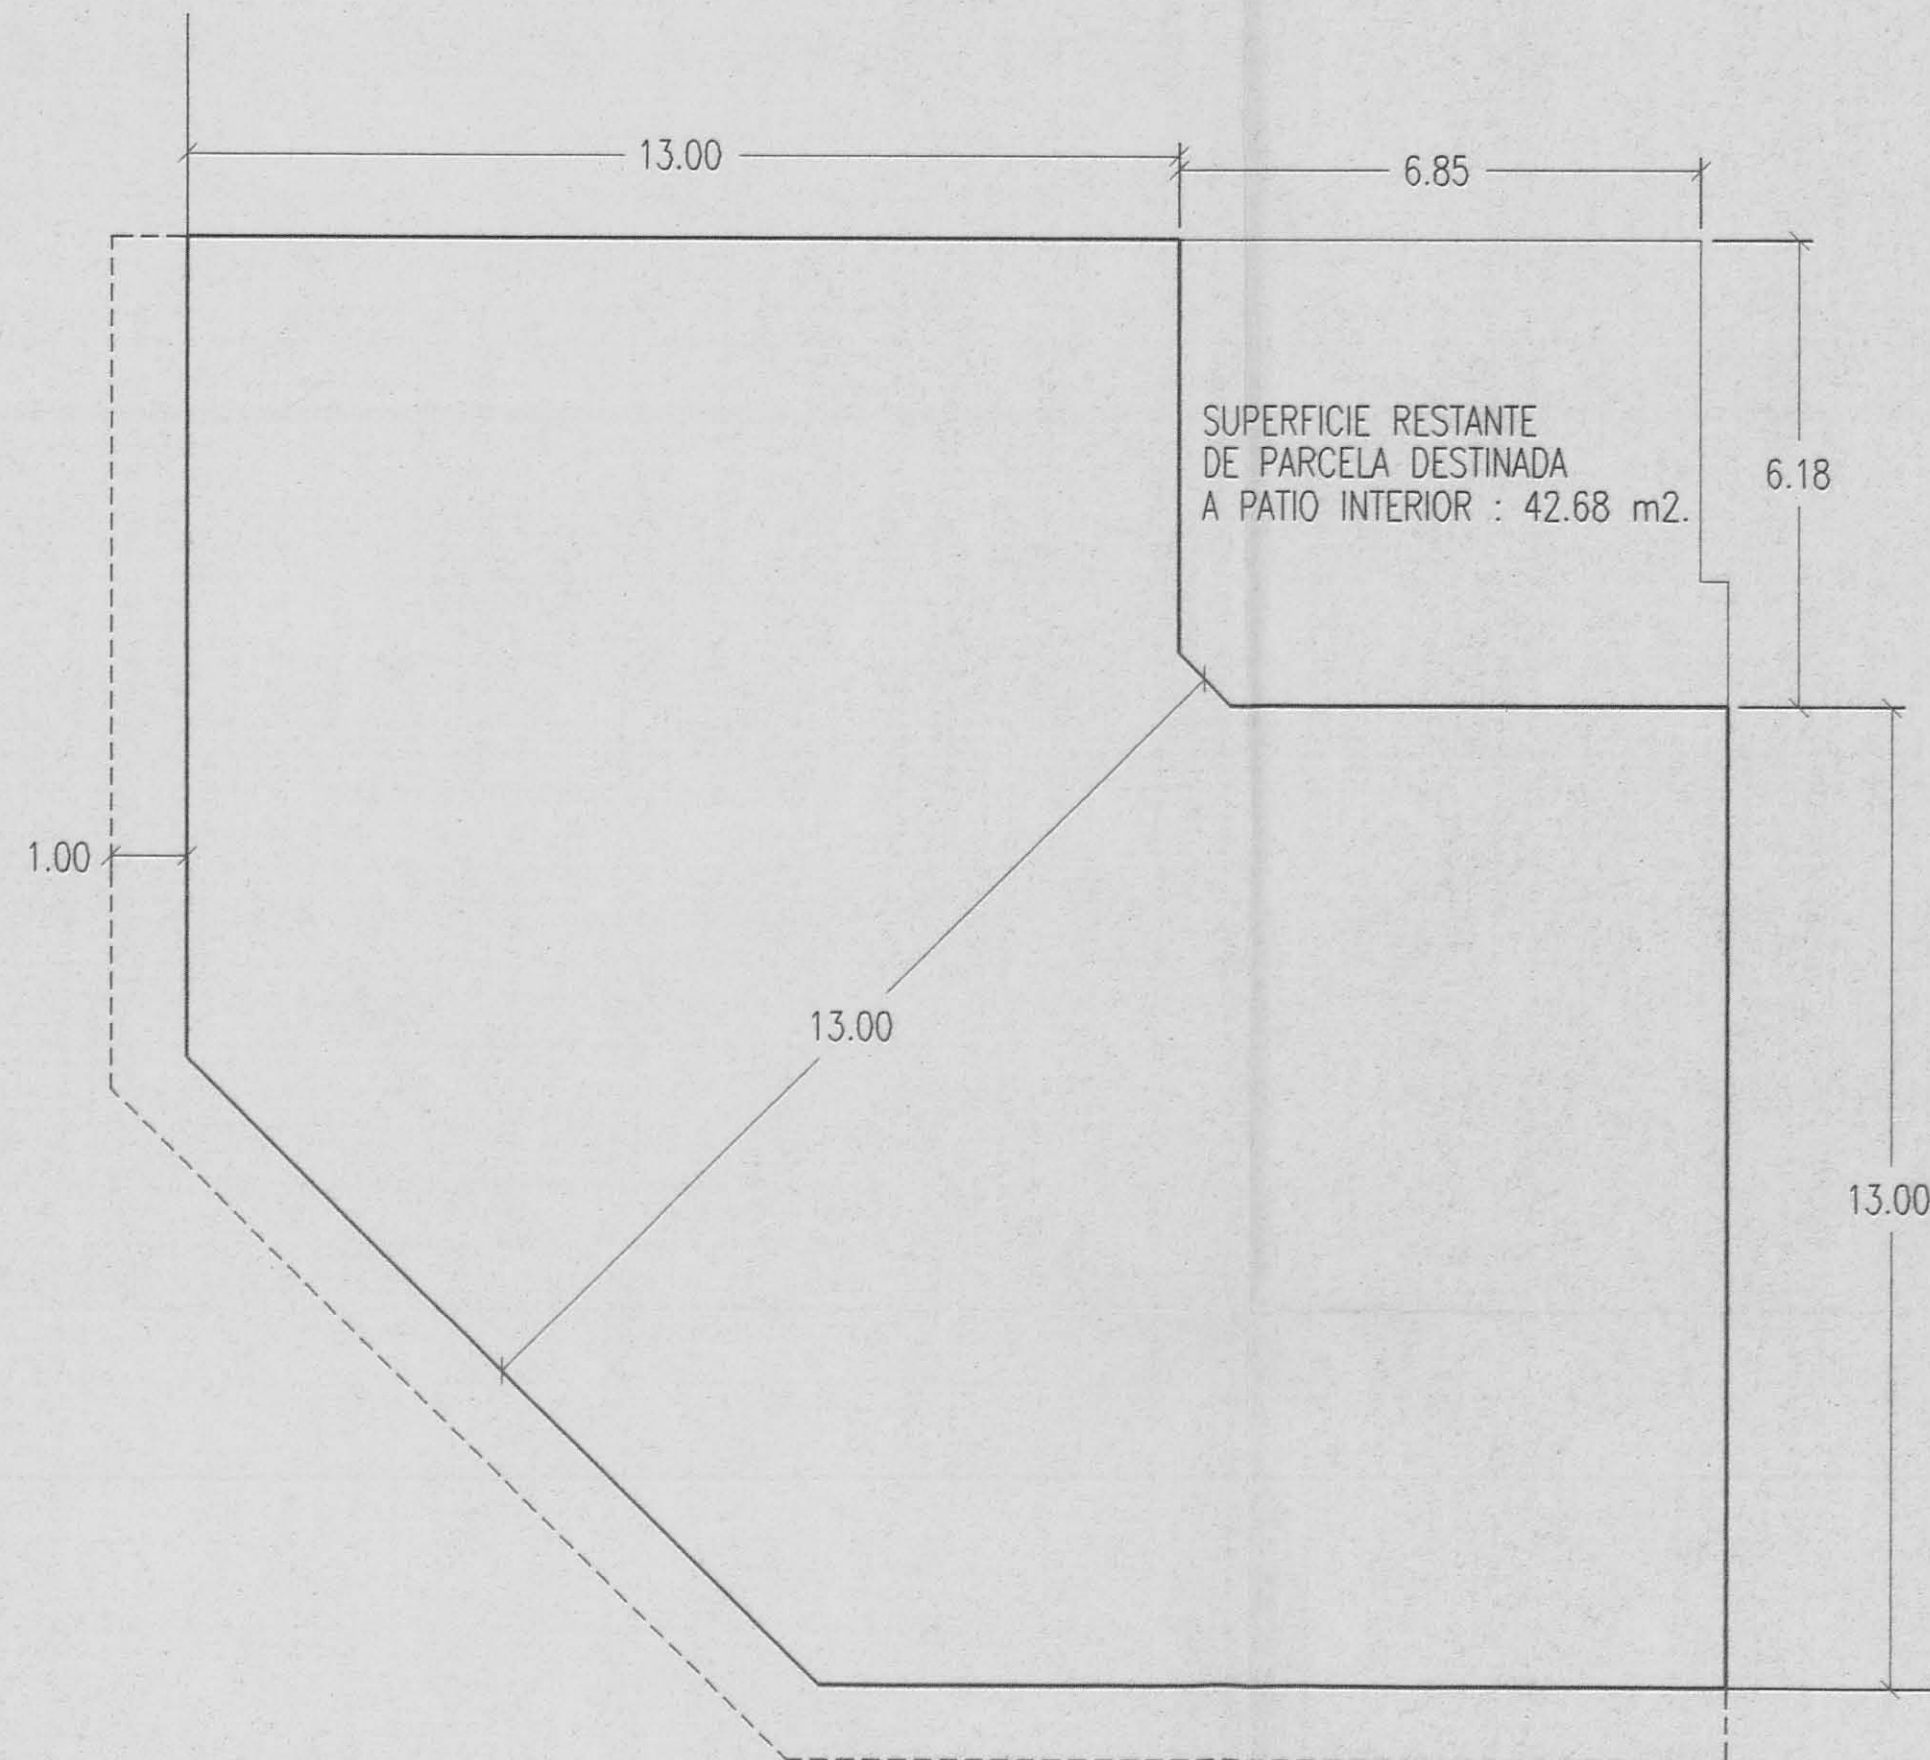 13.00
6.85
SUPERFICIE RESTANTE
DE PARCELA DESTINADA
A PATIO INTERIOR : 42.68 m2.
6.18
1.00
13.00
13.00